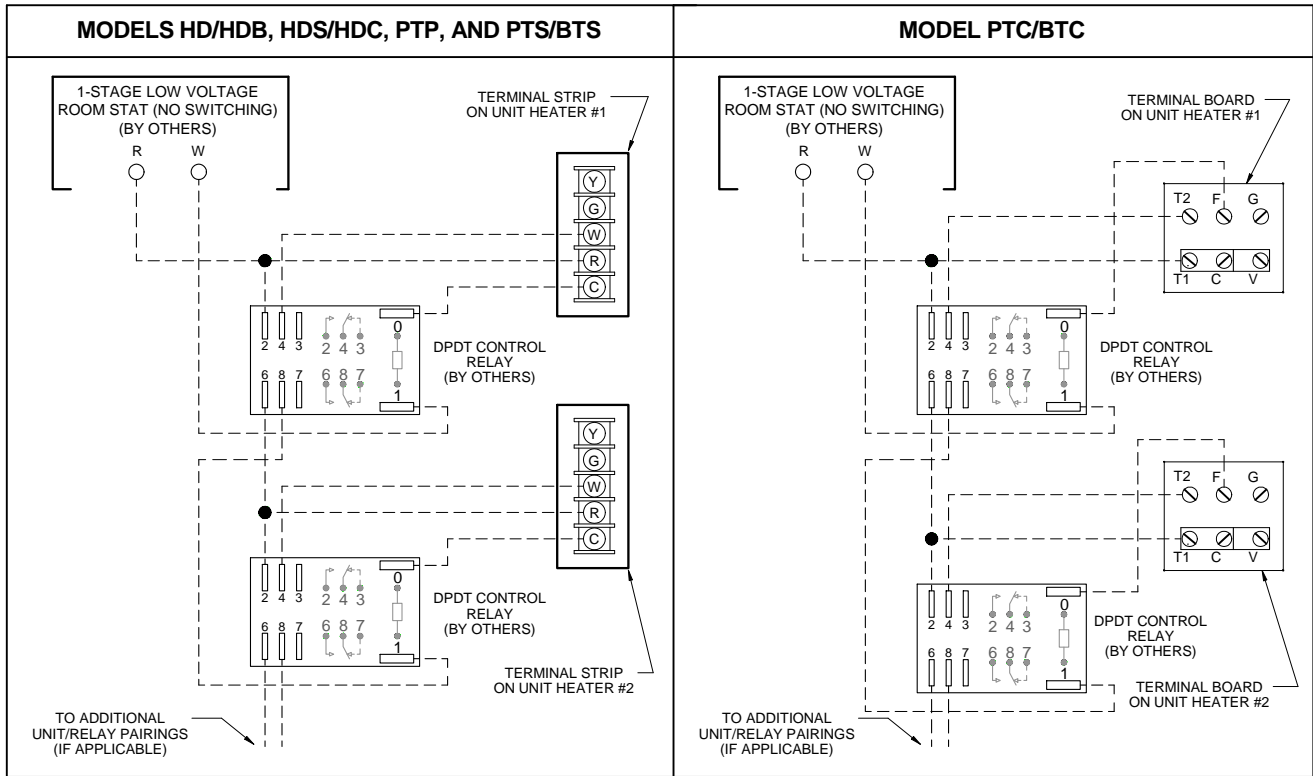 MODELS HD/HDB, HDS/HDC, PTP, AND PTS/BTS
1-STAGE LOW VOLTAGE
ROOM STAT (NO SWITCHING)
(BY OTHERS)
R W
TERMINAL STRIP
ON UNIT HEATER #1
Y
G
W
R
C
2 4 3
6 8 7
2 4 3
6 8 7
0
1
DPDT CONTROL
RELAY
(BY OTHERS)
Y
G
W
R
C
2 4 3
6 8 7
2 4 3
6 8 7
0
1
DPDT CONTROL
RELAY
(BY OTHERS)
TERMINAL STRIP
ON UNIT HEATER #2
TO ADDITIONAL
UNIT/RELAY PAIRINGS
(IF APPLICABLE)
MODEL PTC/BTC
1-STAGE LOW VOLTAGE
ROOM STAT (NO SWITCHING)
(BY OTHERS)
R W
TERMINAL BOARD
ON UNIT HEATER #1
T2 F G
T1 C V
2 4 3
6 8 7
2 4 3
6 8 7
0
1
DPDT CONTROL
RELAY
(BY OTHERS)
T2 F G
T1 C V
2 4 3
6 8 7
2 4 3
6 8 7
0
1
DPDT CONTROL
RELAY
(BY OTHERS)
TERMINAL BOARD
ON UNIT HEATER #2
TO ADDITIONAL
UNIT/RELAY PAIRINGS
(IF APPLICABLE)